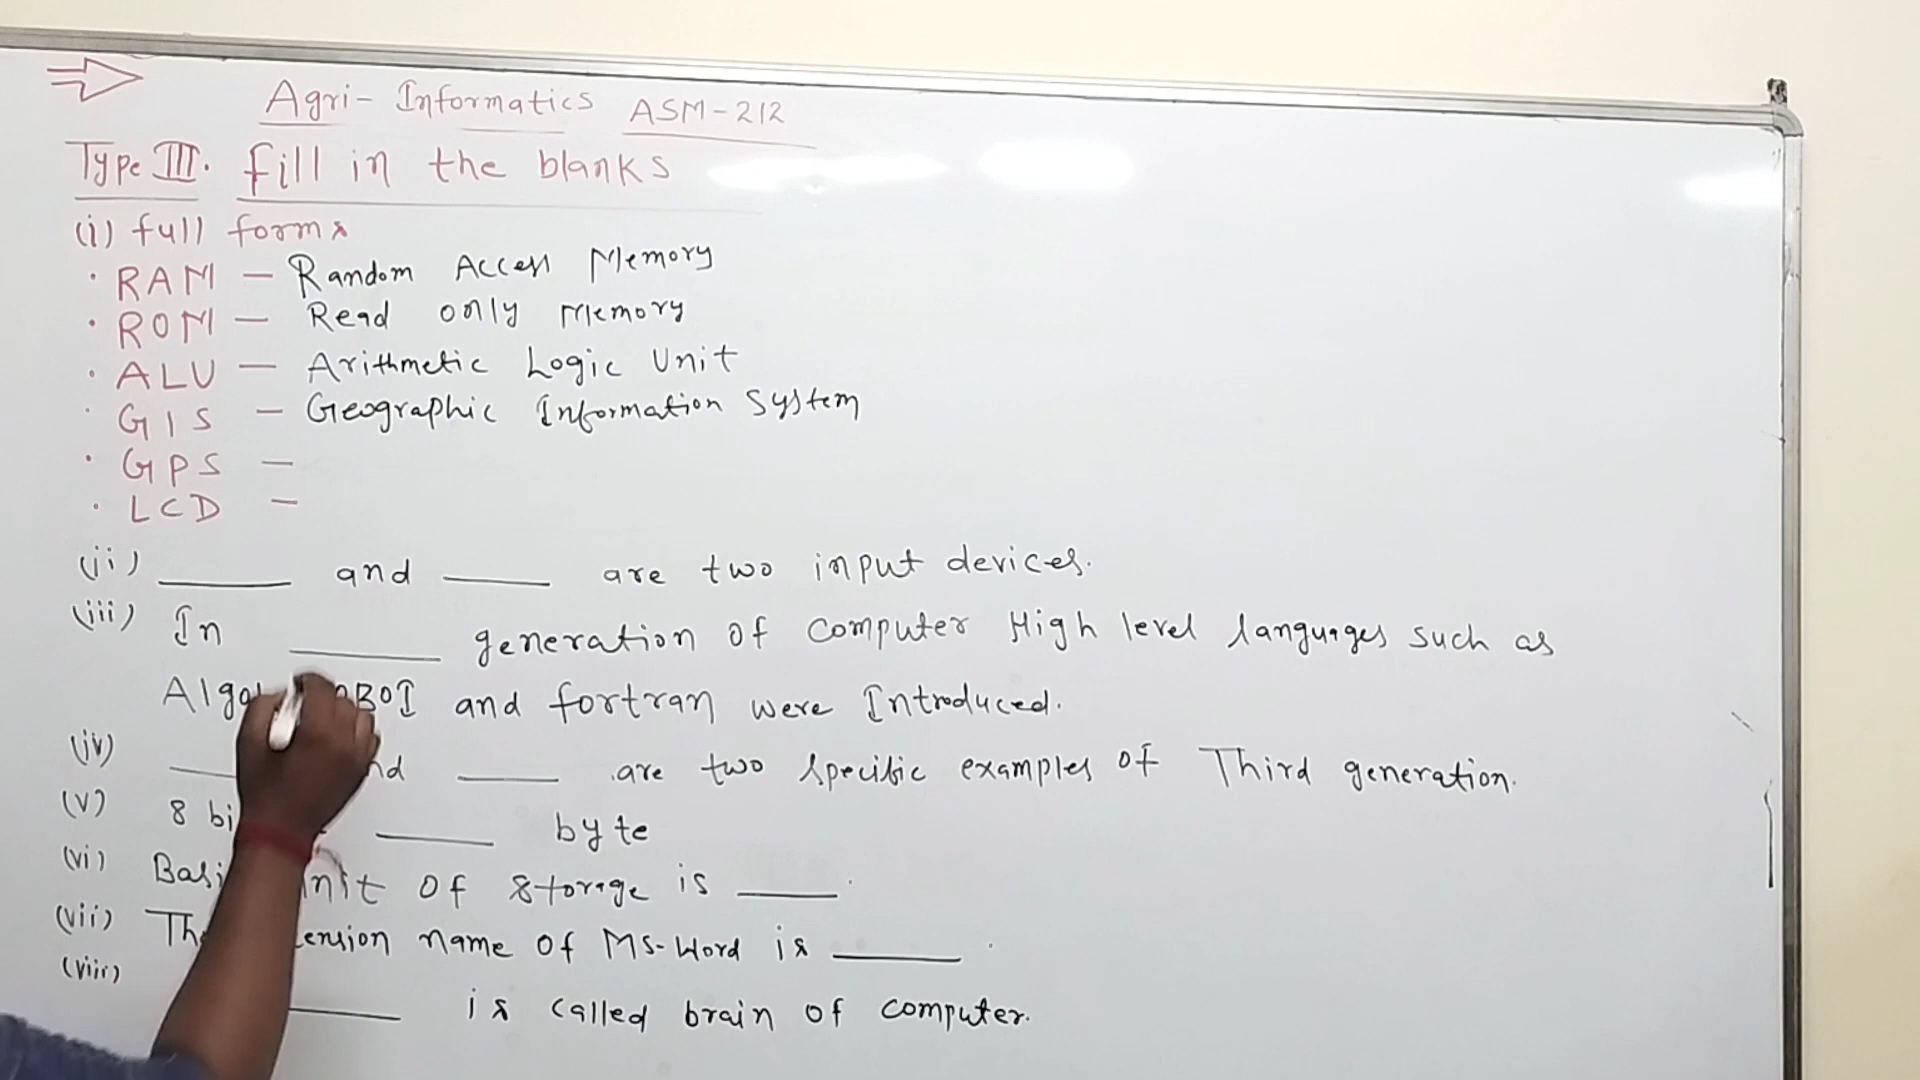 Agri-Informatics ASM-212
Type III. fill in the blanks
(i) full forms
· RAM — Random Access Memory
· ROM — Read only Memory
· ALU — Arithmetic Logic Unit
· GIS — Geographic Information System
· GPS —
· LCD —
(ii) ______ and ______ are two input devices.
(iii) In ______ generation of computer High level languages such as
and fortran were Introduced.
(iv) ______ ______ are two specific examples of Third generation.
(v) 8 ______ byte
(vi) of storage is ______.
(vii) name of MS-Word is ______.
(viii) ______ is called brain of computer.